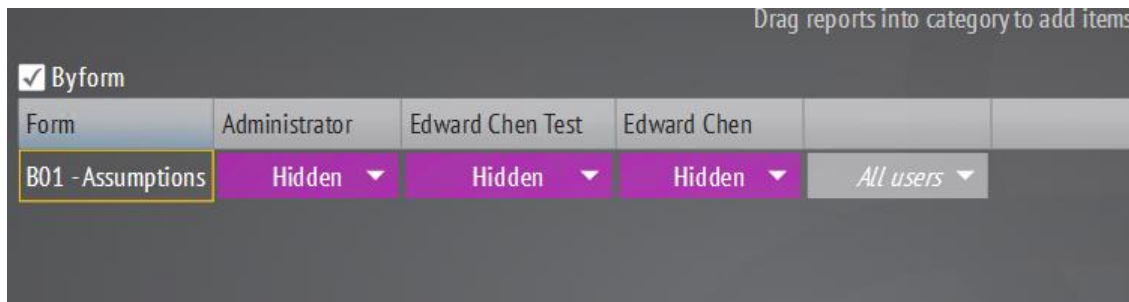 Drag reports into category to add items
Byform
Form Administrator Edward Chen Test Edward Chen
B01 - Assumptions Hidden Hidden Hidden All users